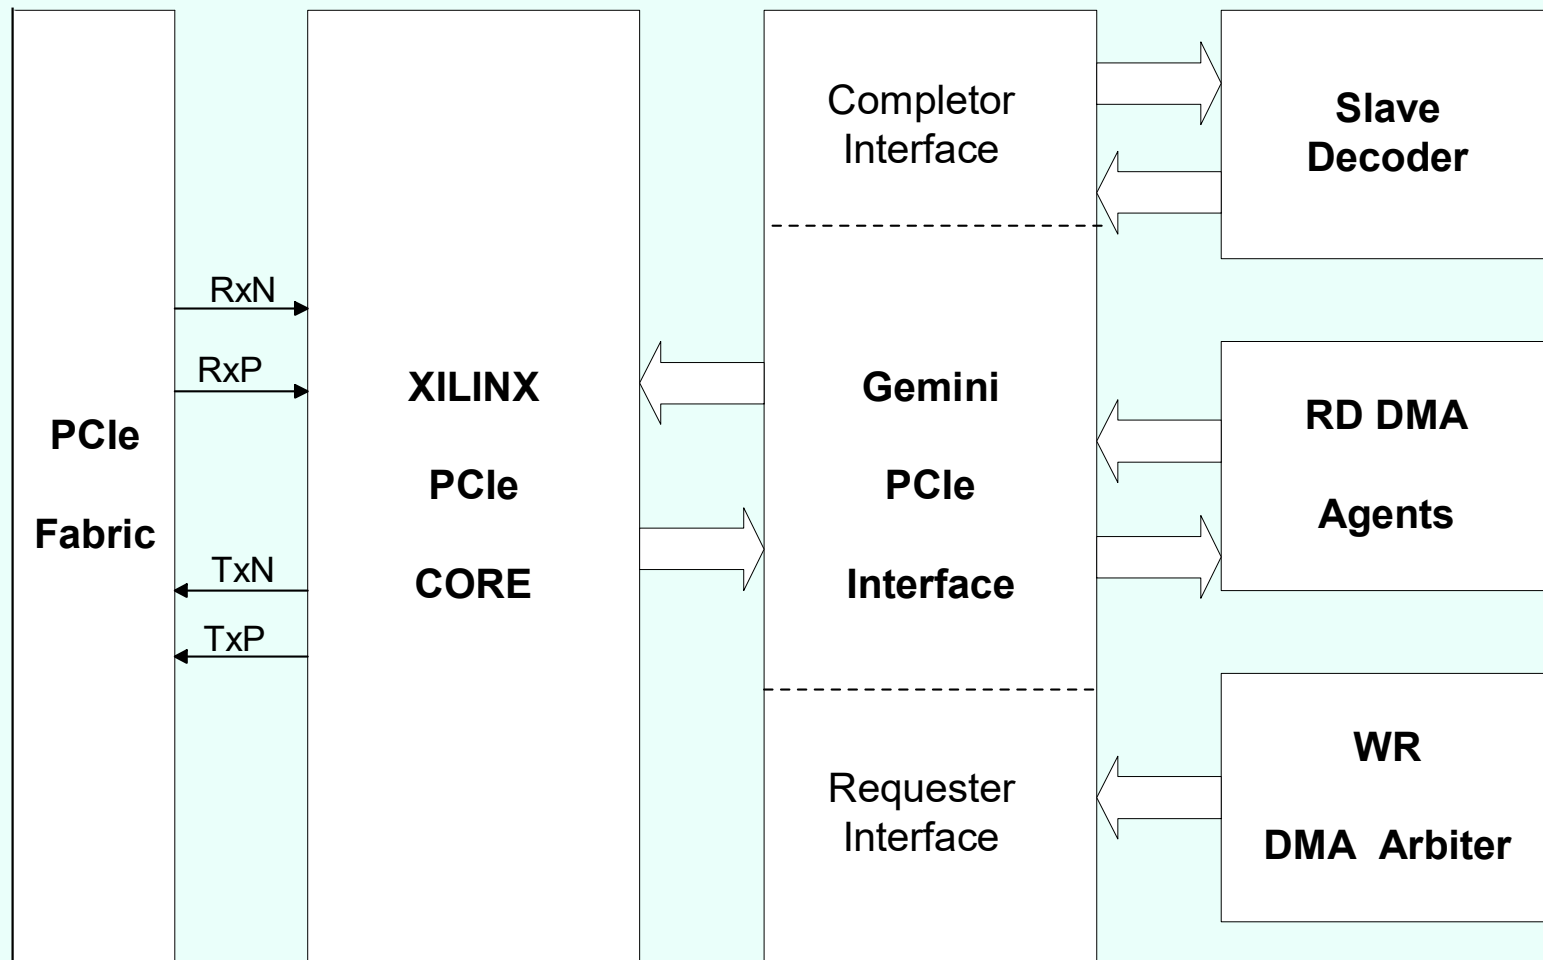 PCIe
Fabric
RxN
RxP
TxN
TxP
XILINX
PCIe
CORE
Completor
Interface
Gemini
PCIe
Interface
Requester
Interface
Slave
Decoder
RD DMA
Agents
WR
DMA Arbiter